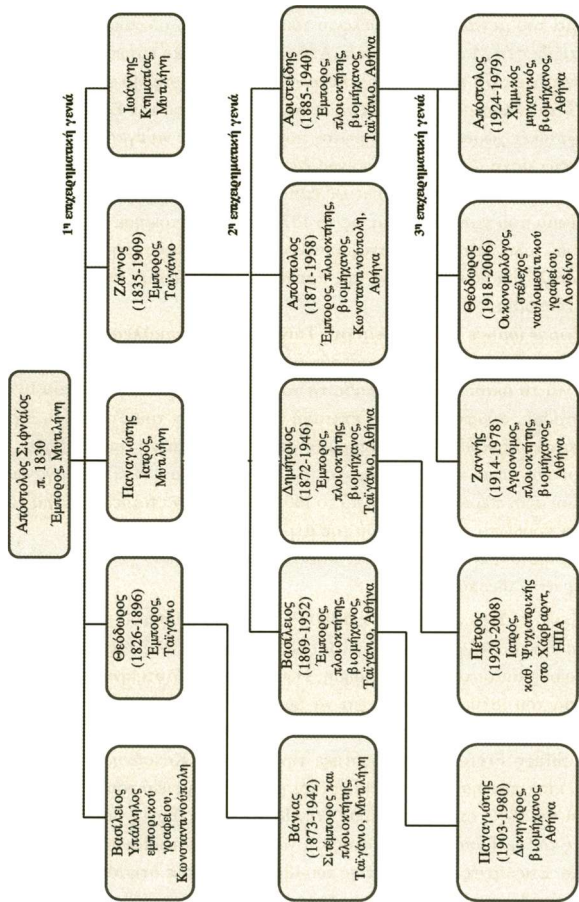 Απόστολος Σιφναίος
π. 1830
Έμπορος, Μυτιλήνη
1η επιχειρηματική γενιά
Βασίλειος
Υπάλληλος
εμπορικού
γραφείου,
Κωνσταντινούπολη
Θεόδωρος
(1826-1896)
Έμπορος,
Ταϊγάνιο
Παναγιώτης
Ιατρός,
Μυτιλήνη
Ζάννος
(1835-1909)
Έμπορος,
Ταϊγάνιο
Ιωάννης
Κτηματίας,
Μυτιλήνη
2η επιχειρηματική γενιά
Βάνιας
(1873-1942)
Σιτέμπορος και
πλοιοκτήτης,
Ταϊγάνιο, Μυτιλήνη
Βασίλειος
(1869-1952)
Έμπορος,
πλοιοκτήτης,
βιομήχανος,
Ταϊγάνιο, Αθήνα
Δημήτριος
(1872-1946)
Έμπορος,
πλοιοκτήτης,
βιομήχανος,
Ταϊγάνιο, Αθήνα
Απόστολος
(1871-1958)
Έμπορος, πλοιοκτήτης,
βιομήχανος,
Κωνσταντινούπολη,
Αθήνα
Αριστείδης
(1885-1940)
Έμπορος,
πλοιοκτήτης,
βιομήχανος,
Ταϊγάνιο, Αθήνα
3η επιχειρηματική γενιά
Παναγιώτης
(1903-1980)
Δικηγόρος,
βιομήχανος,
Αθήνα
Πέτρος
(1920-2008)
Ιατρός,
καθ. Ψυχιατρικής
στο Χάρβαρντ,
ΗΠΑ
Ζαννής
(1914-1978)
Αγρονόμος,
πλοιοκτήτης,
βιομήχανος,
Αθήνα
Θεόδωρος
(1918-2006)
Οικονομολόγος,
στέλεχος
ναυλομεσιτικού
γραφείου,
Λονδίνο
Απόστολος
(1924-1979)
Χημικός
μηχανικός,
βιομήχανος,
Αθήνα